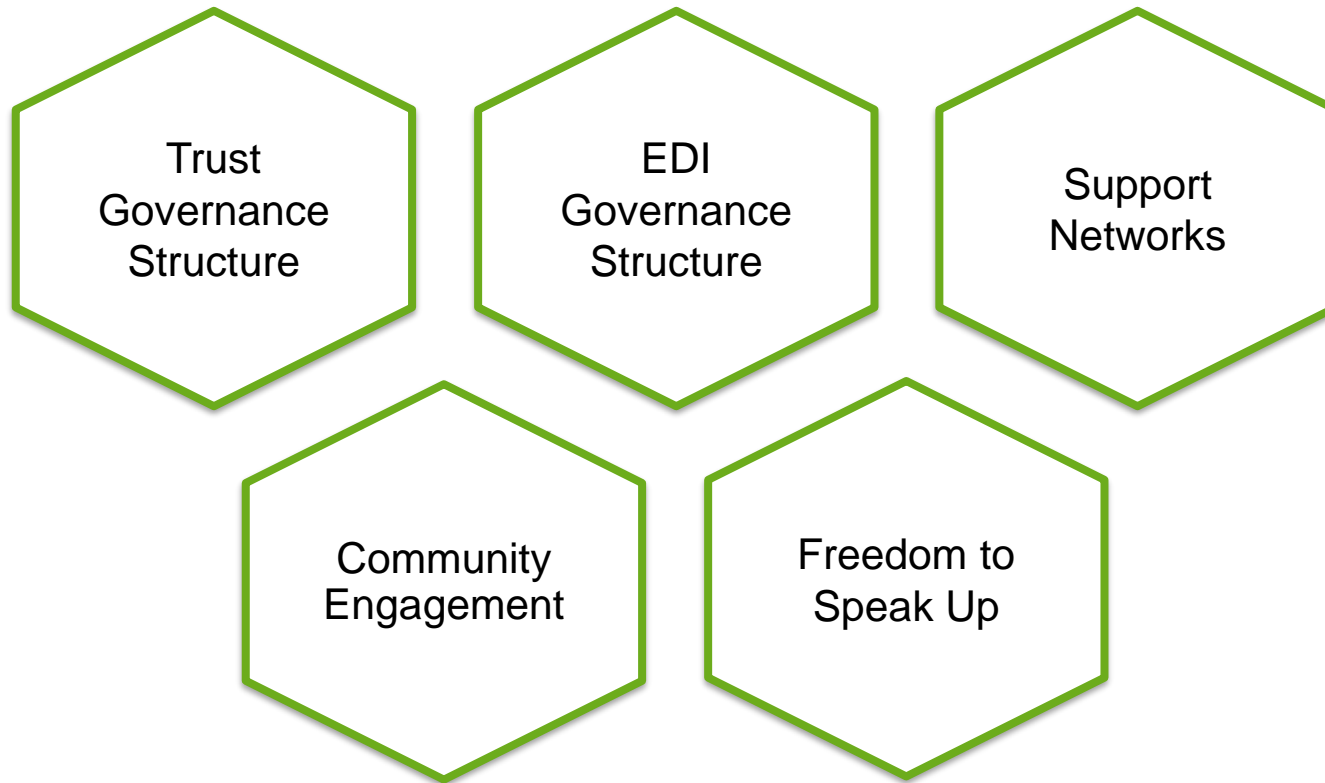 Trust
Governance
Structure
EDI
Governance
Structure
Support
Networks
Community
Engagement
Freedom to
Speak Up